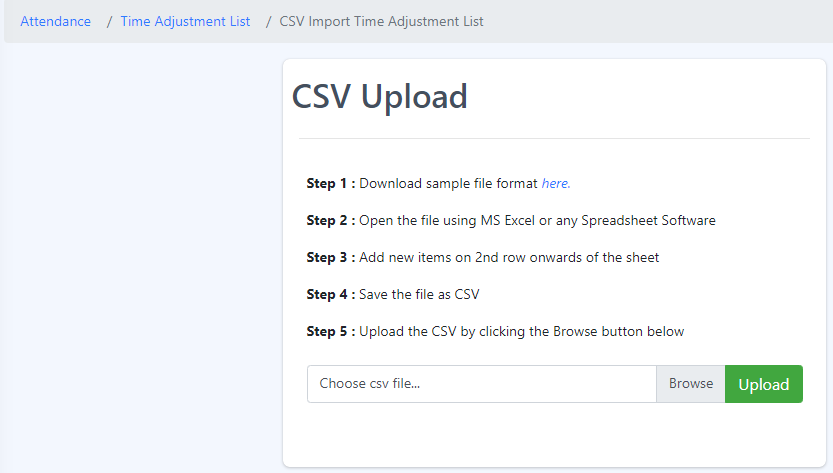 Attendance / Time Adjustment List / CSV Import Time Adjustment List
CSV Upload
Step 1 : Download sample file format here.
Step 2 : Open the file using MS Excel or any Spreadsheet Software
Step 3 : Add new items on 2nd row onwards of the sheet
Step 4 : Save the file as CSV
Step 5 : Upload the CSV by clicking the Browse button below
Choose csv file... Browse Upload